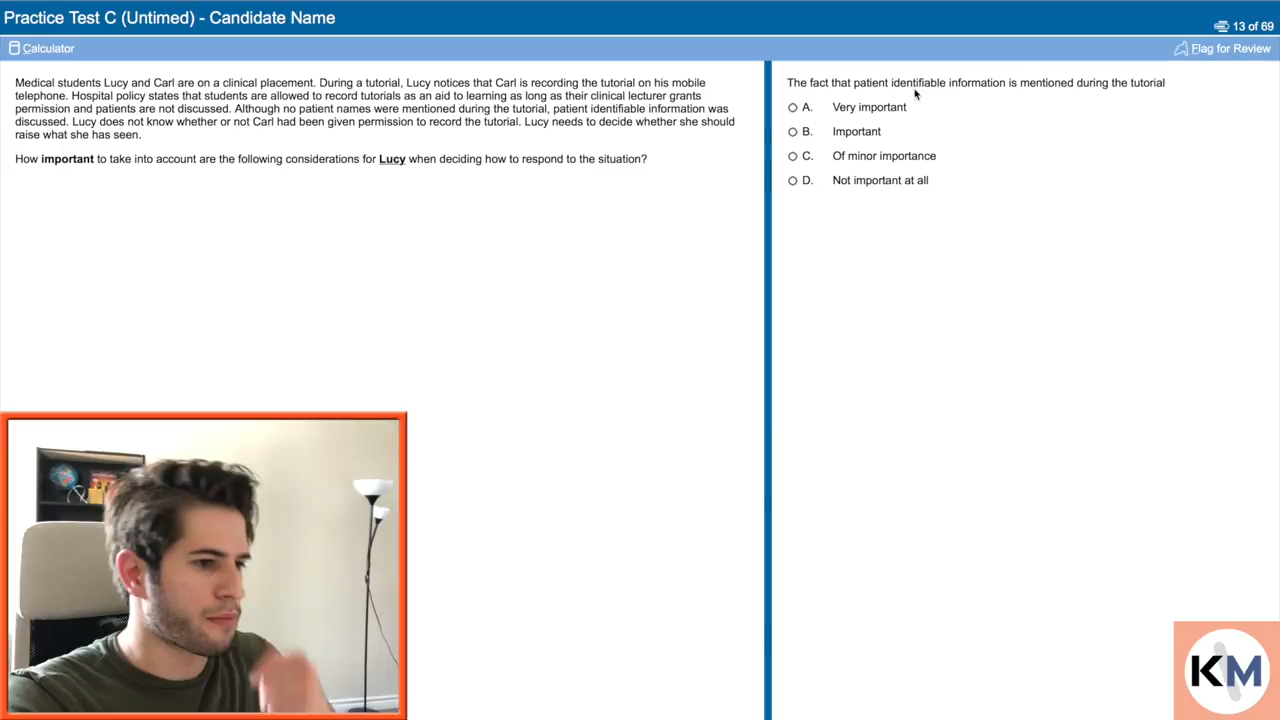 Practice Test C (Untimed) - Candidate Name
13 of 69
Calculator
Flag for Review
Medical students Lucy and Carl are on a clinical placement. During a tutorial, Lucy notices that Carl is recording the tutorial on his mobile
telephone. Hospital policy states that students are allowed to record tutorials as an aid to learning as long as their clinical lecturer grants
permission and patients are not discussed. Although no patient names were mentioned during the tutorial, patient identifiable information was
discussed. Lucy does not know whether or not Carl had been given permission to record the tutorial. Lucy needs to decide whether she should
raise what she has seen.
How important to take into account are the following considerations for Lucy when deciding how to respond to the situation?
The fact that patient identifiable information is mentioned during the tutorial
A. Very important
B. Important
C. Of minor importance
D. Not important at all
KM